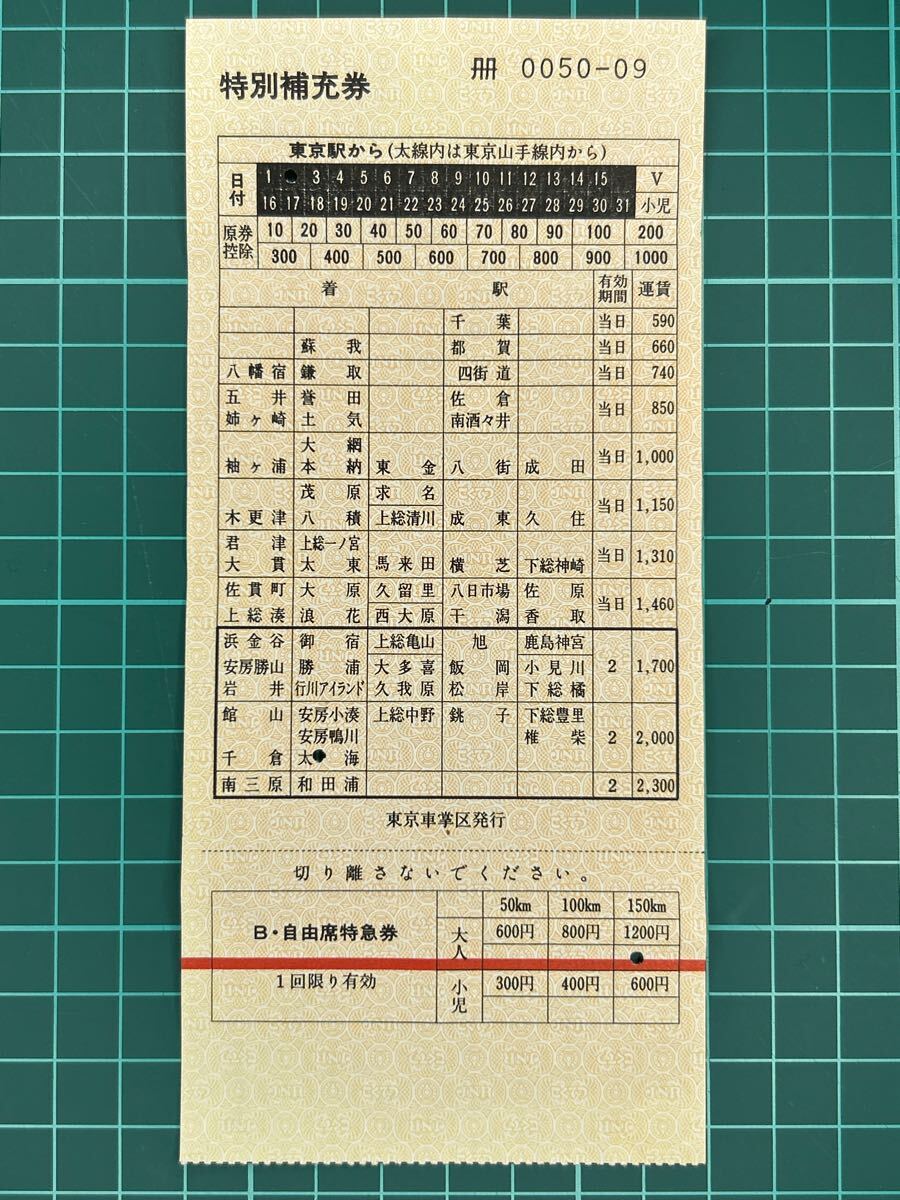 冊 0050-09
特別補充券
東京駅から(太線内は東京山手線内から)
日付 1 3 4 5 6 7 8 9 10 11 12 13 14 15 V
16 17 18 19 20 21 22 23 24 25 26 27 28 29 30 31 小児
原券控除 10 20 30 40 50 60 70 80 90 100 200
300 400 500 600 700 800 900 1000
着 駅 有効期間 運賃
千葉 当日 590
蘇我 都賀 当日 660
八幡宿 鎌取 四街道 当日 740
五井 誉田 佐倉 当日 850
姉ヶ崎 土気 南酒々井
大網
袖ヶ浦 本納 東金 八街 成田 当日 1,000
茂原 求名 当日 1,150
木更津 八積 上総清川 成東 久住
君津 上総一ノ宮 当日 1,310
大貫 太東 馬来田 横芝 下総神崎
佐貫町 大原 久留里 八日市場 佐原 当日 1,460
上総湊 浪花 西大原 干潟 香取
浜金谷 御宿 上総亀山 旭 鹿島神宮
安房勝山 勝浦 大多喜 飯岡 小見川 2 1,700
岩井 行川アイランド 久我原 松岸 下総橘
館山 安房小湊 上総中野 銚子 下総豊里
安房鴨川 椎柴 2 2,000
千倉 太海
南三原 和田浦 2 2,300
東京車掌区発行
切り離さないでください。
50km 100km 150km
B・自由席特急券 大人 600円 800円 1200円
1回限り有効 小児 300円 400円 600円